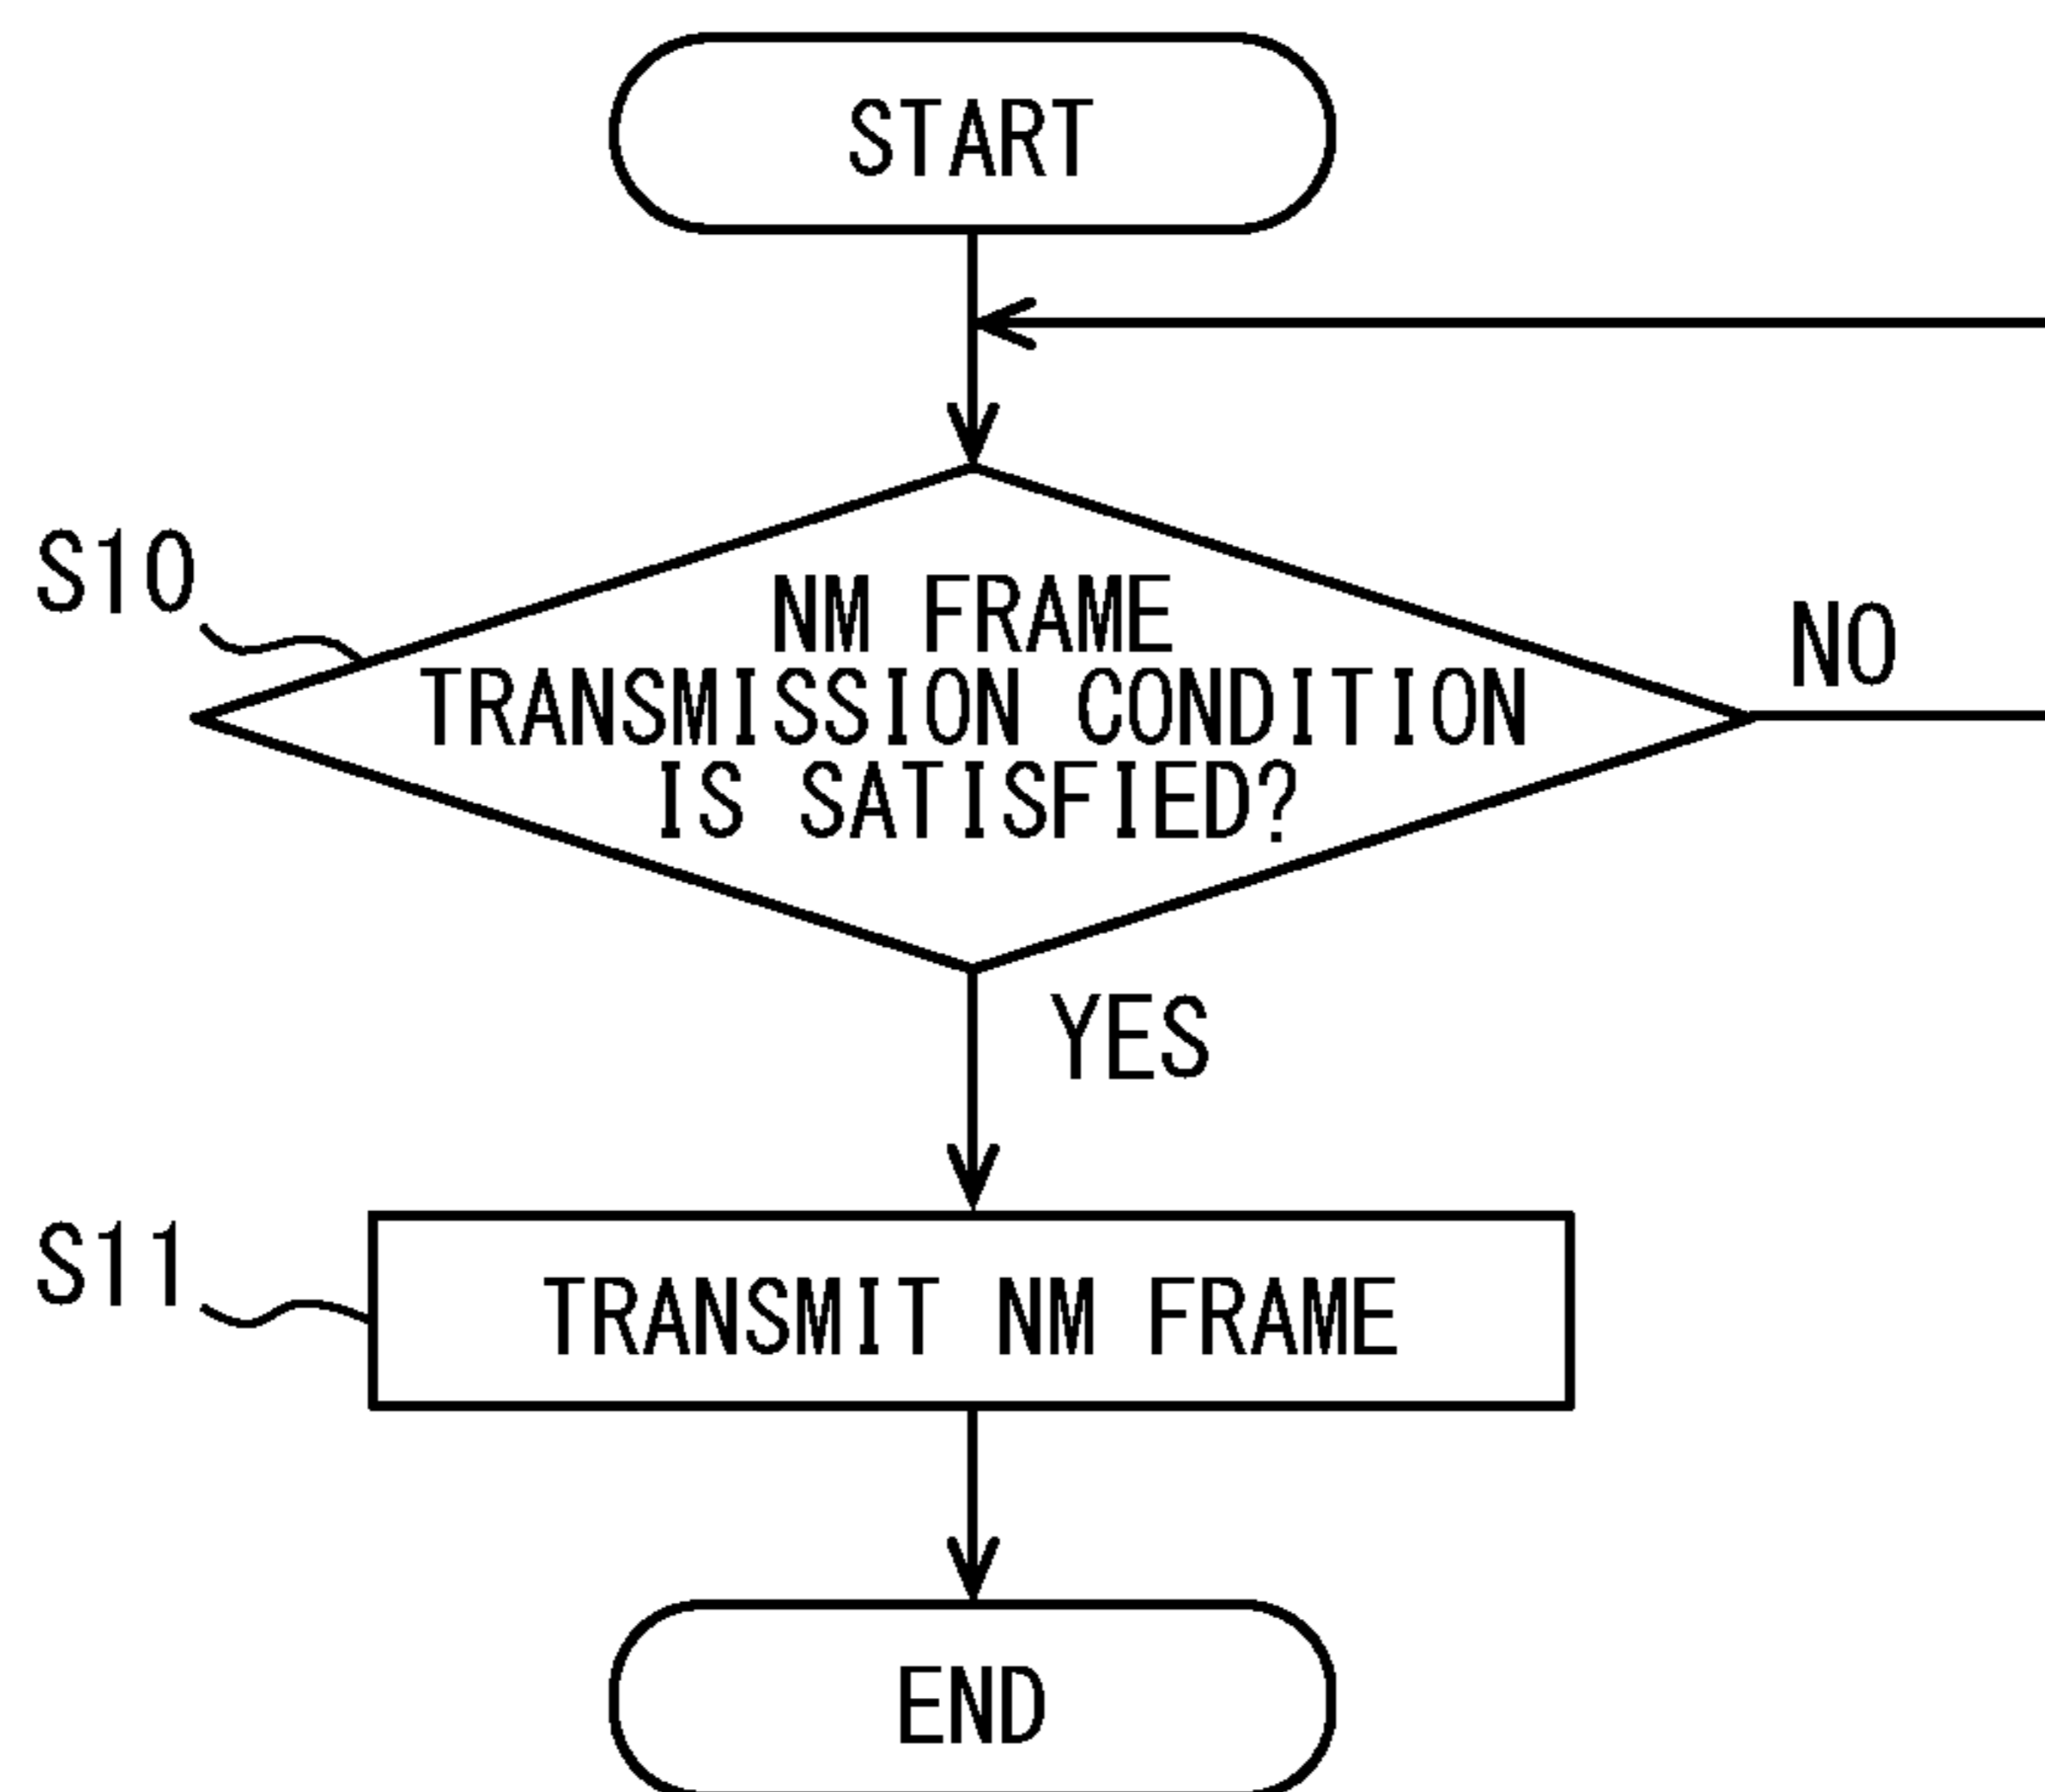 START
S10
NM FRAME
TRANSMISSION CONDITION
IS SATISFIED?
NO
YES
S11
TRANSMIT NM FRAME
END